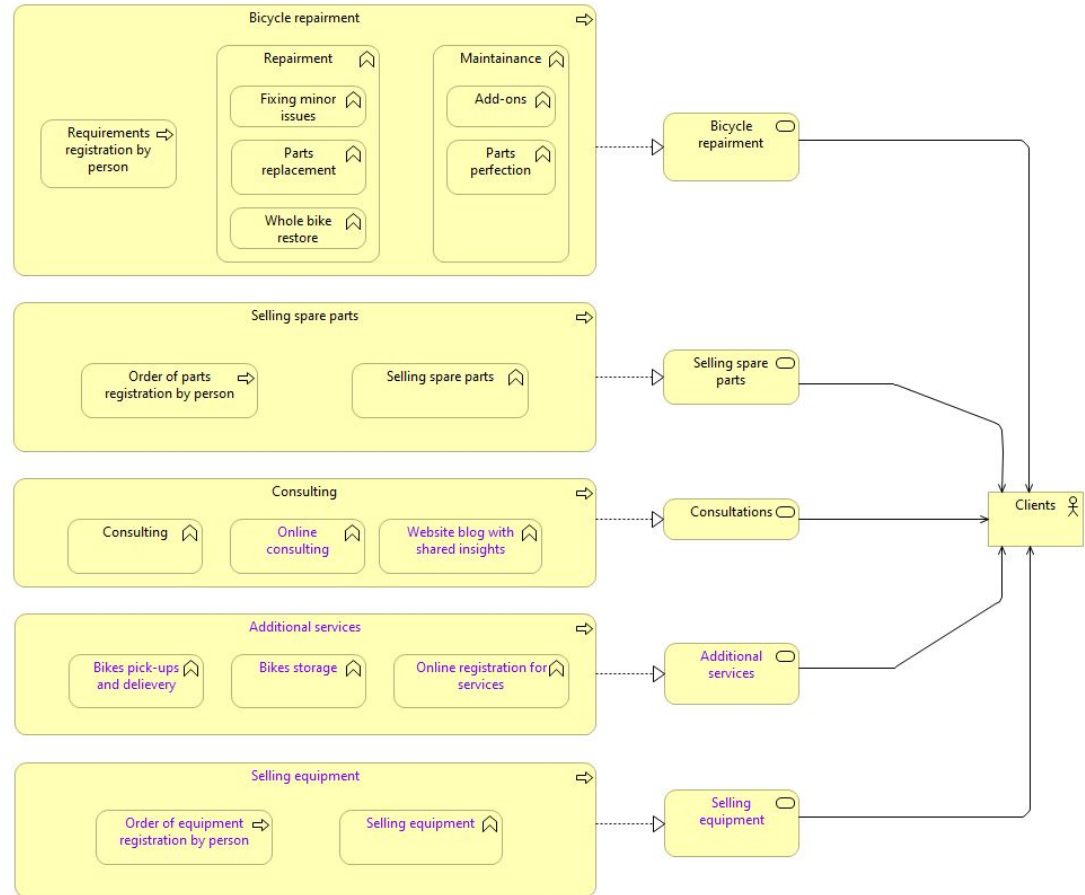 Bicycle repairment
Repairment
Maintainance
Fixing minor
issues
Add-ons
Requirements
registration by
person
Parts
replacement
Parts
perfection
Whole bike
restore
Bicycle
repairment
Selling spare parts
Order of parts
registration by person
Selling spare parts
Selling spare
parts
Consulting
Consulting
Online
consulting
Website blog with
shared insights
Consultations
Clients
Additional services
Bikes pick-ups
and delievery
Bikes storage
Online registration for
services
Additional
services
Selling equipment
Order of equipment
registration by person
Selling equipment
Selling
equipment